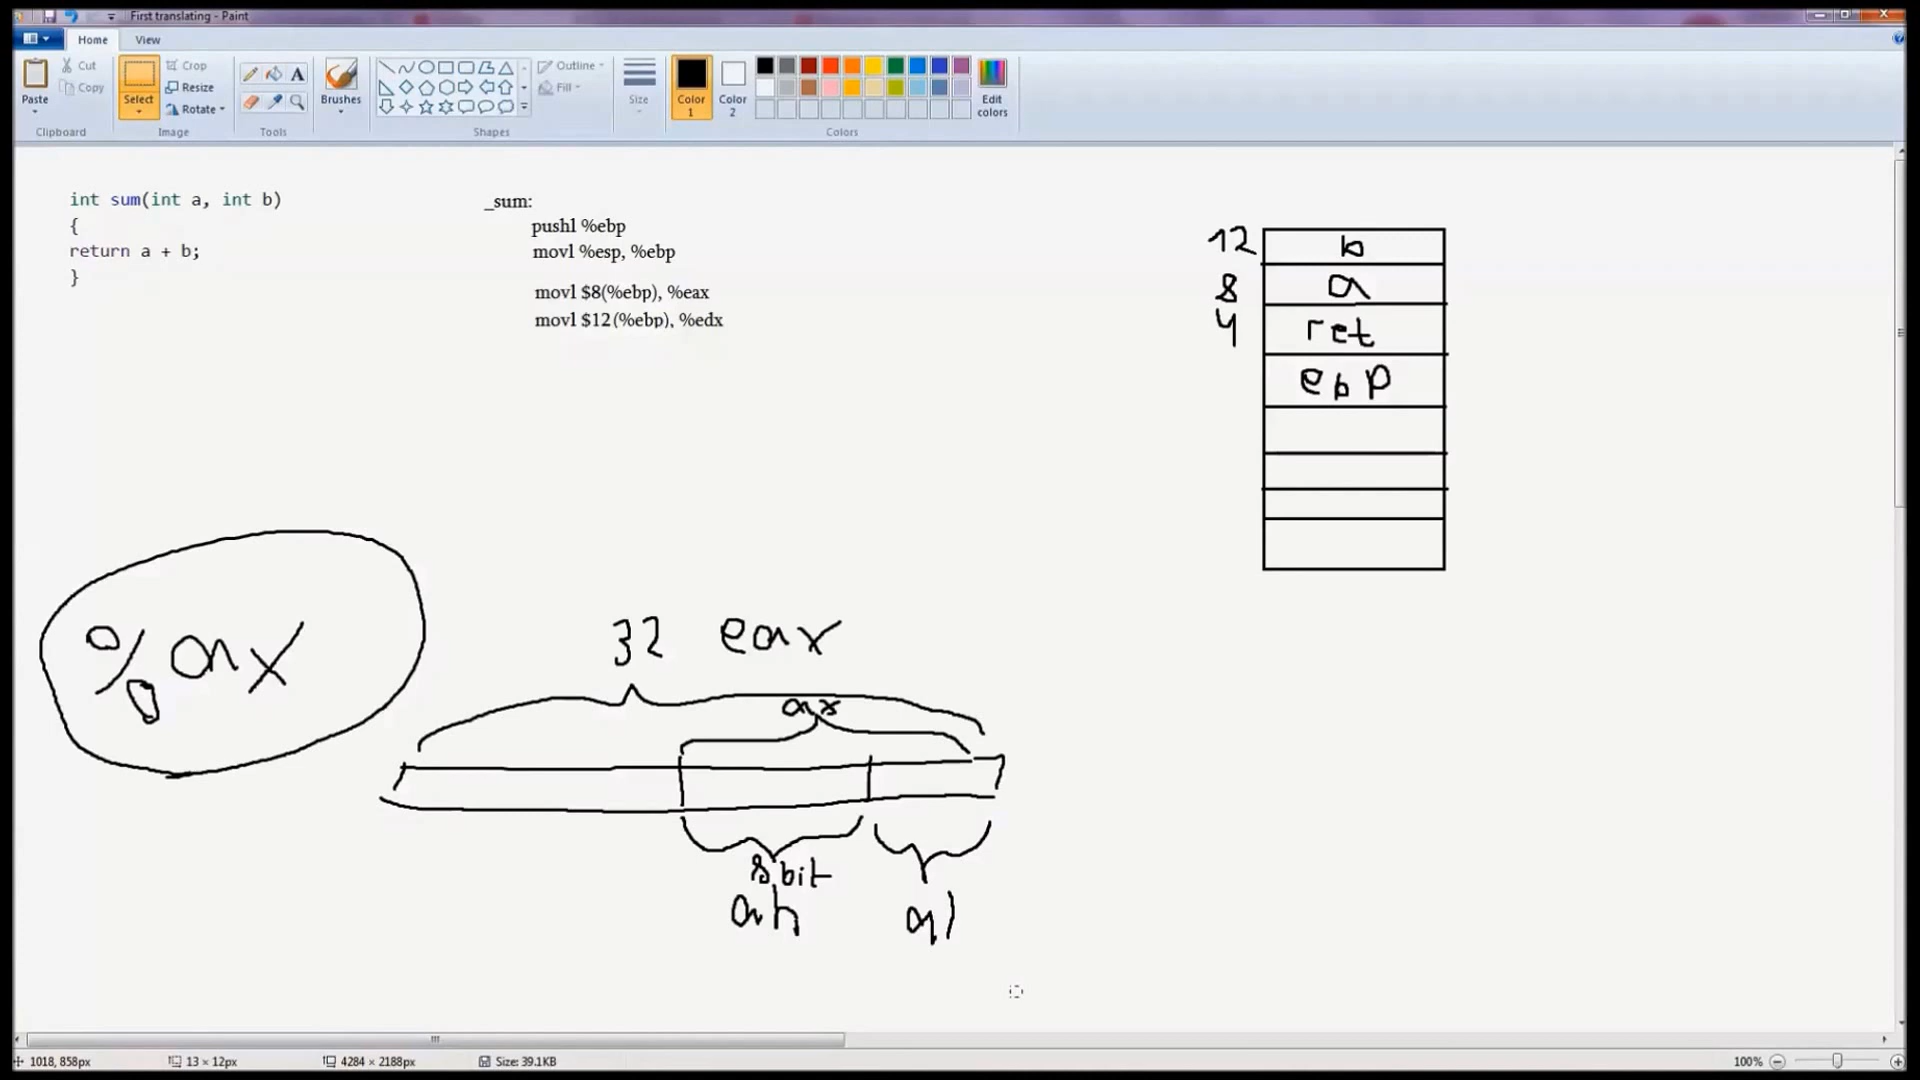 First translating - Paint
Home View
Paste
Cut
Copy
Clipboard
Select
Crop
Resize
Rotate
Image
Tools
Brushes
Outline
Fill
Shapes
Size
Color 1
Color 2
Edit colors
Colors
int sum(int a, int b)
{
return a + b;
}
_sum:
pushl %ebp
movl %esp, %ebp
movl $8(%ebp), %eax
movl $12(%ebp), %edx
12 b
8 a
4 ret
ebp
%ax
32 eax
ax
8 bit
ah
al
1018, 858px 13 × 12px 4284 × 2188px Size: 39.1KB 100%